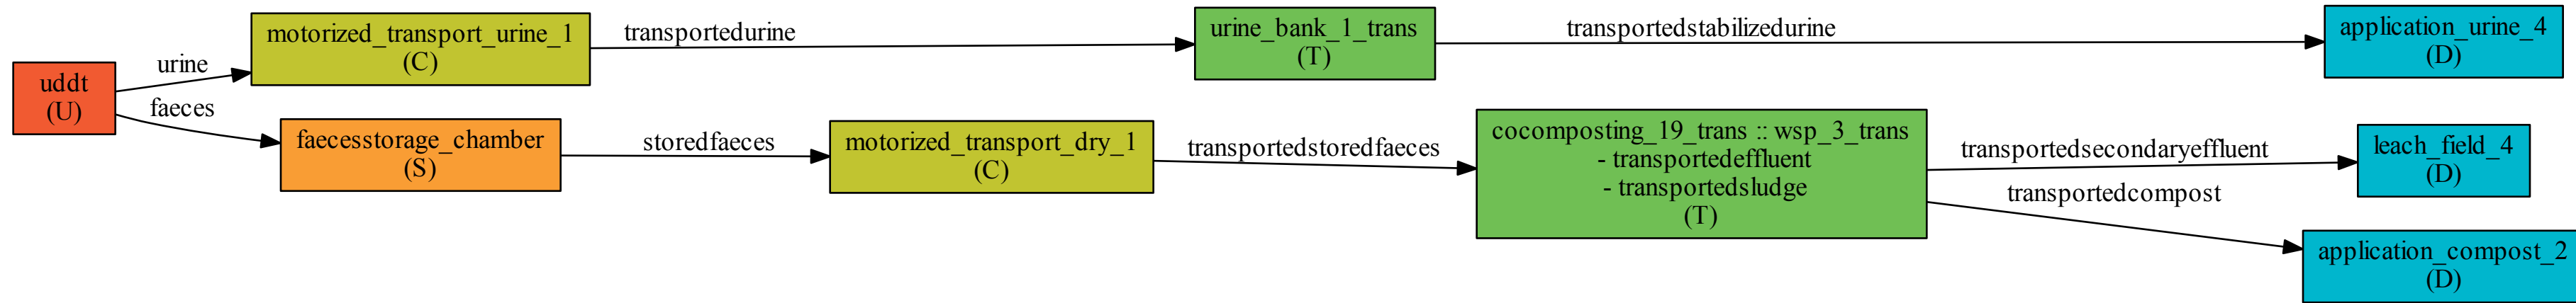 uddt
(U)
urine
faeces
motorized_transport_urine_1
(C)
transportedurine
urine_bank_1_trans
(T)
transportedstabilizedurine
application_urine_4
(D)
faecesstorage_chamber
(S)
storedfaeces
motorized_transport_dry_1
(C)
transportedstoredfaeces
cocomposting_19_trans :: wsp_3_trans
- transportedeffluent
- transportedsludge
(T)
transportedsecondaryeffluent
leach_field_4
(D)
transportedcompost
application_compost_2
(D)